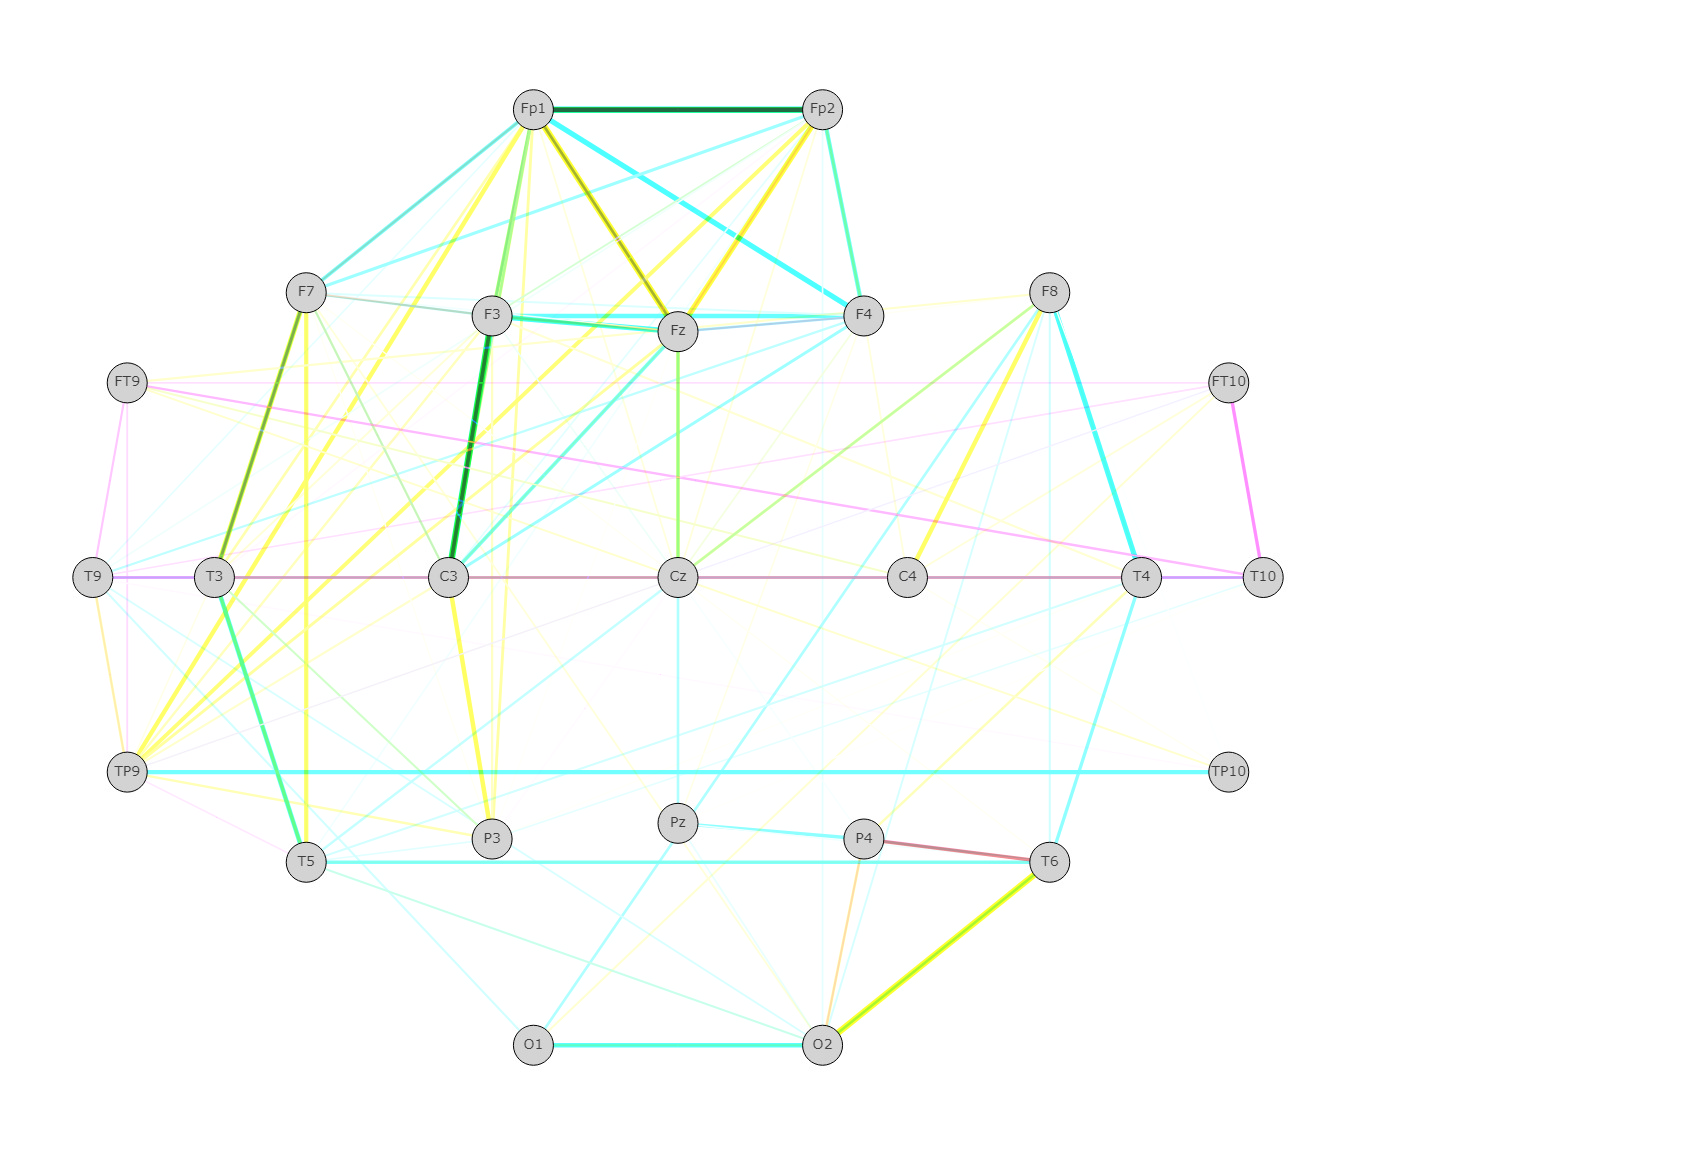 Fp1 Fp2
F7 F8
F3 Fz F4
FT9 FT10
T9 T3 C3 Cz C4 T4 T10
TP9 TP10
Pz
P3 P4
T5 T6
O1 O2